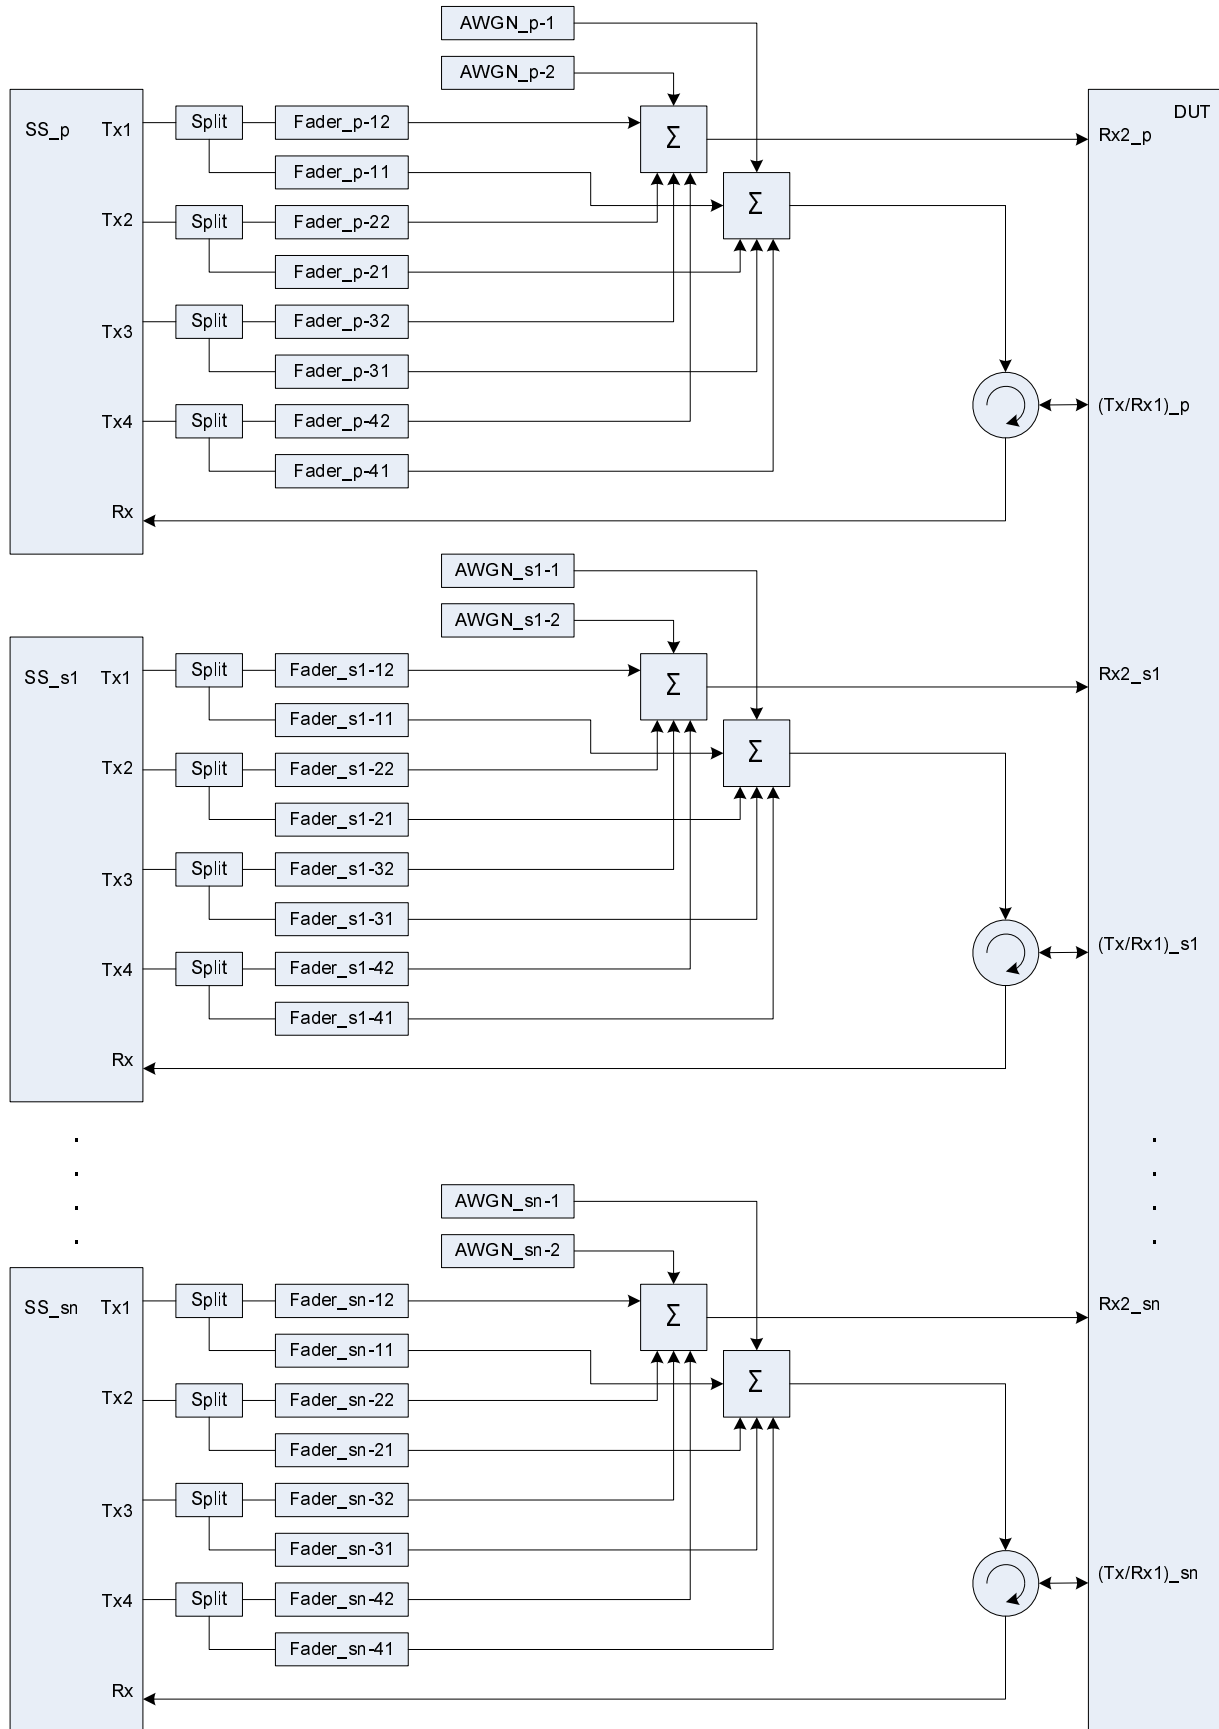 AWGN_p-1
AWGN_p-2
DUT
SS_p
Tx1
Split
Fader_p-12
Σ
Rx2_p
Fader_p-11
Σ
Tx2
Split
Fader_p-22
Fader_p-21
Tx3
Split
Fader_p-32
Fader_p-31
(Tx/Rx1)_p
Tx4
Split
Fader_p-42
Fader_p-41
Rx
AWGN_s1-1
AWGN_s1-2
SS_s1
Tx1
Split
Fader_s1-12
Σ
Rx2_s1
Fader_s1-11
Σ
Tx2
Split
Fader_s1-22
Fader_s1-21
Tx3
Split
Fader_s1-32
Fader_s1-31
(Tx/Rx1)_s1
Tx4
Split
Fader_s1-42
Fader_s1-41
Rx
AWGN_sn-1
AWGN_sn-2
SS_sn
Tx1
Split
Fader_sn-12
Σ
Rx2_sn
Fader_sn-11
Σ
Tx2
Split
Fader_sn-22
Fader_sn-21
Tx3
Split
Fader_sn-32
Fader_sn-31
(Tx/Rx1)_sn
Tx4
Split
Fader_sn-42
Fader_sn-41
Rx